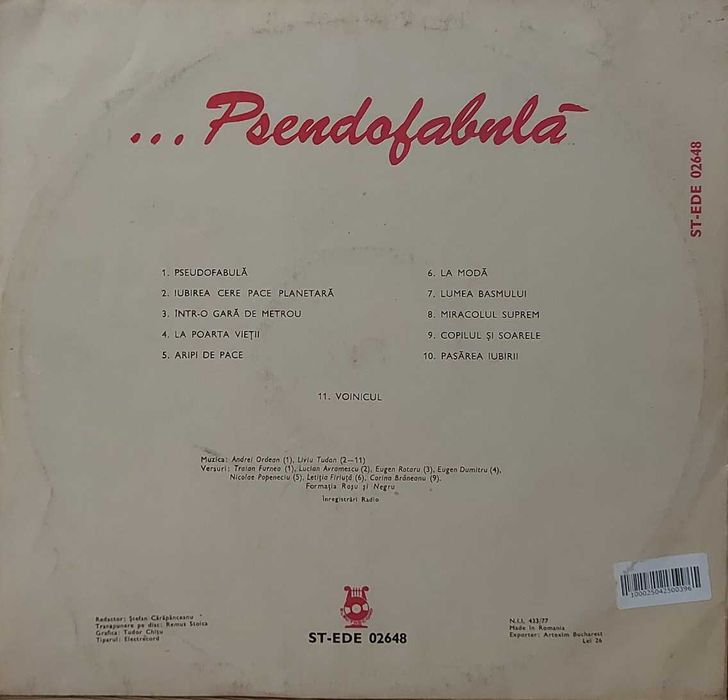 ... Pseudofabulă
ST-EDE 02648
1. PSEUDOFABULĂ
2. IUBIREA CERE PACE PLANETARĂ
3. ÎNTR-O GARĂ DE METROU
4. LA POARTA VIEȚII
5. ARIPI DE PACE
6. LA MODĂ
7. LUMEA BASMULUI
8. MIRACOLUL SUPREM
9. COPILUL ȘI SOARELE
10. PASĂREA IUBIRII
11. VOINICUL
Muzica: Andrei Ordean (1), Liviu Tudan (2—11)
Versuri: Traian Furnea (1), Lucian Avramescu (2), Eugen Rotaru (3), Eugen Dumitru (4),
Nicolae Popeneciu (5), Letiția Firiuță (6), Corina Brăneanu (9).
Formația Roșu și Negru
Înregistrări Radio
100025042500396
Redactor: Ștefan Cărăpănceanu
Transpunere pe disc: Remus Stoica
Grafica: Tudor Chițu
Tiparul: Electrecord
ST-EDE 02648
N.I.I. 433/77
Made in Romania
Exporter: Artexim Bucharest
Lei 26